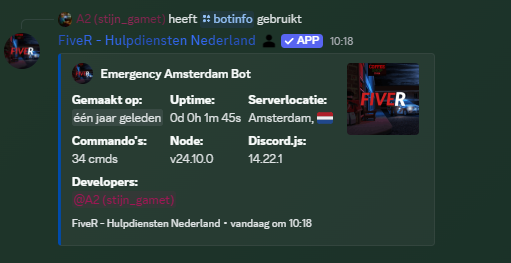 A2 (stijn_gamet) heeft botinfo gebruikt
FiveR - Hulpdiensten Nederland APP 10:18
FIVER
Emergency Amsterdam Bot
Gemaakt op: Uptime: Serverlocatie:
één jaar geleden 0d 0h 1m 45s Amsterdam,
Commando's: Node: Discord.js:
34 cmds v24.10.0 14.22.1
Developers:
@A2 (stijn_gamet)
FiveR - Hulpdiensten Nederland • vandaag om 10:18
FIVER